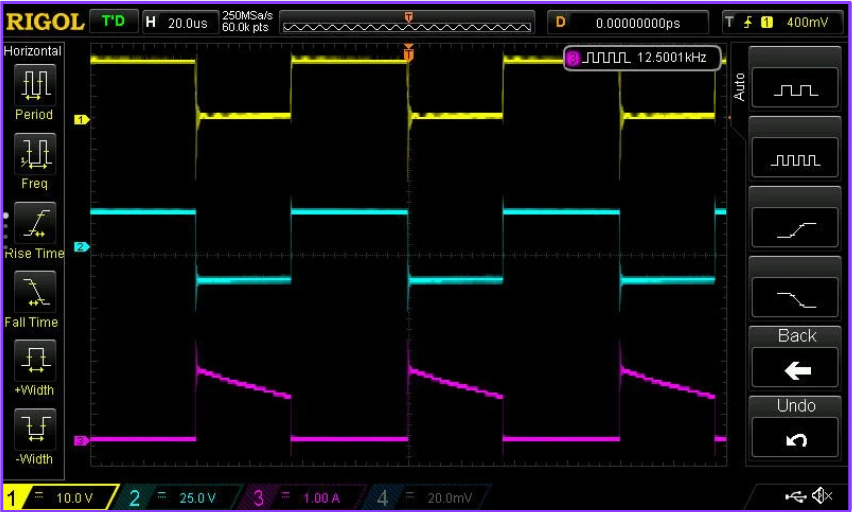 RIGOL T'D H 20.0us 250MSa/s 60.0k pts T D 0.00000000ps T 1 400mV
Horizontal
T
3 12.5001kHz
Auto
Period
1
Freq
2
Rise Time
Fall Time
Back
+Width
Undo
3
-Width
1 = 10.0 V 2 = 25.0 V 3 = 1.00 A 4 = 20.0mV